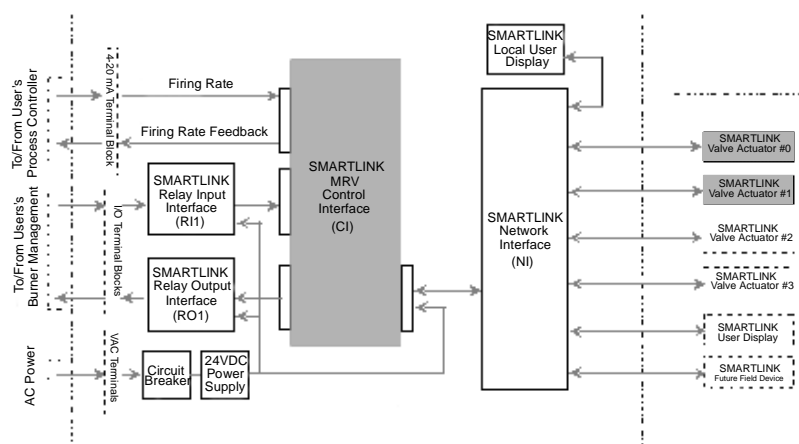 To/From User's
Process Controller
4-20 mA Terminal Block
Firing Rate
Firing Rate Feedback
To/From Users's
Burner Management
I/O Terminal Blocks
SMARTLINK
Relay Input
Interface
(RI1)
SMARTLINK
Relay Output
Interface
(RO1)
AC Power
VAC Terminals
Circuit
Breaker
24VDC
Power
Supply
SMARTLINK
MRV
Control
Interface
(CI)
SMARTLINK
Local User
Display
SMARTLINK
Network
Interface
(NI)
SMARTLINK
Valve Actuator #0
SMARTLINK
Valve Actuator #1
SMARTLINK
Valve Actuator #2
SMARTLINK
Valve Actuator #3
SMARTLINK
User Display
SMARTLINK
Future Field Device